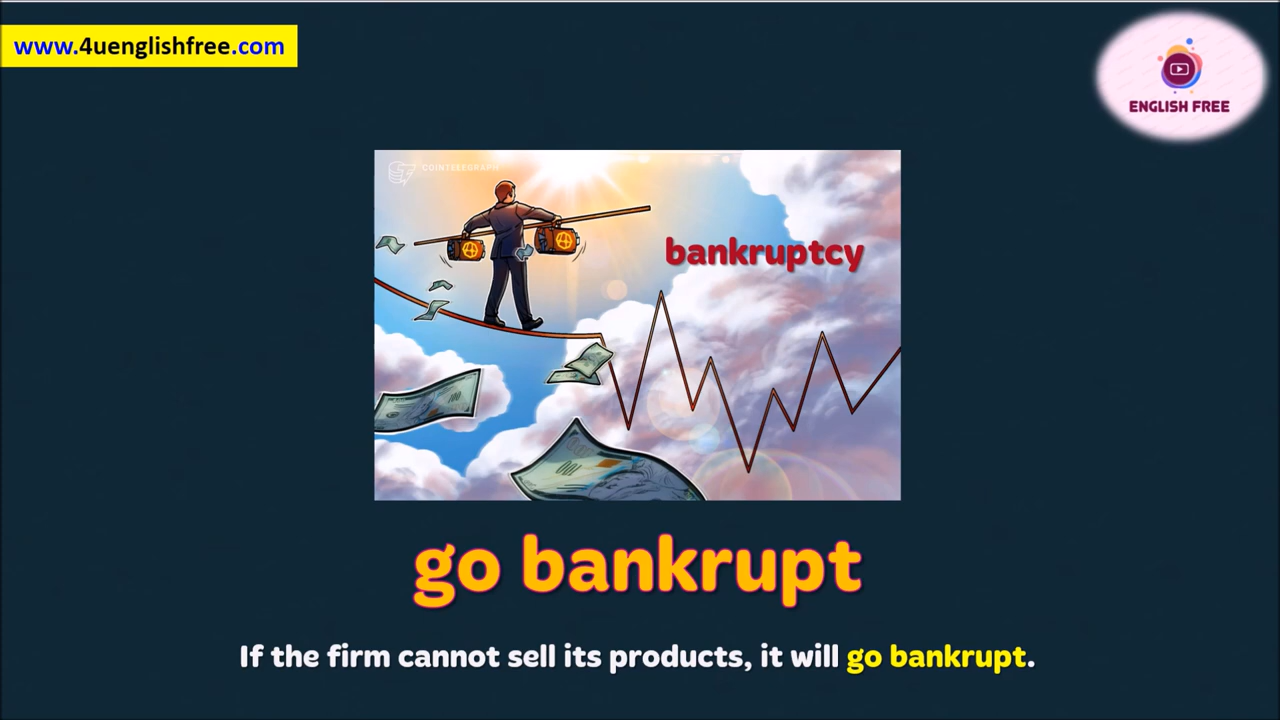 www.4uenglishfree.com
ENGLISH FREE
COINTELEGRAPH
bankruptcy
go bankrupt
If the firm cannot sell its products, it will go bankrupt.